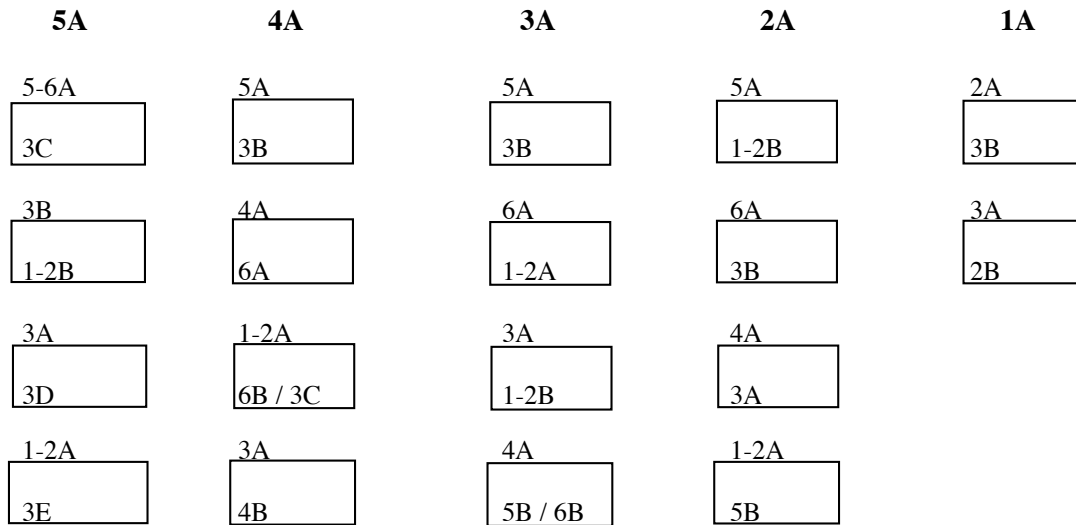 5A 4A 3A 2A 1A
5-6A 5A 5A 5A 2A
3C 3B 3B 1-2B 3B
3B 4A 6A 6A 3A
1-2B 6A 1-2A 3B 2B
3A 1-2A 3A 4A
3D 6B / 3C 1-2B 3A
1-2A 3A 4A 1-2A
3E 4B 5B / 6B 5B